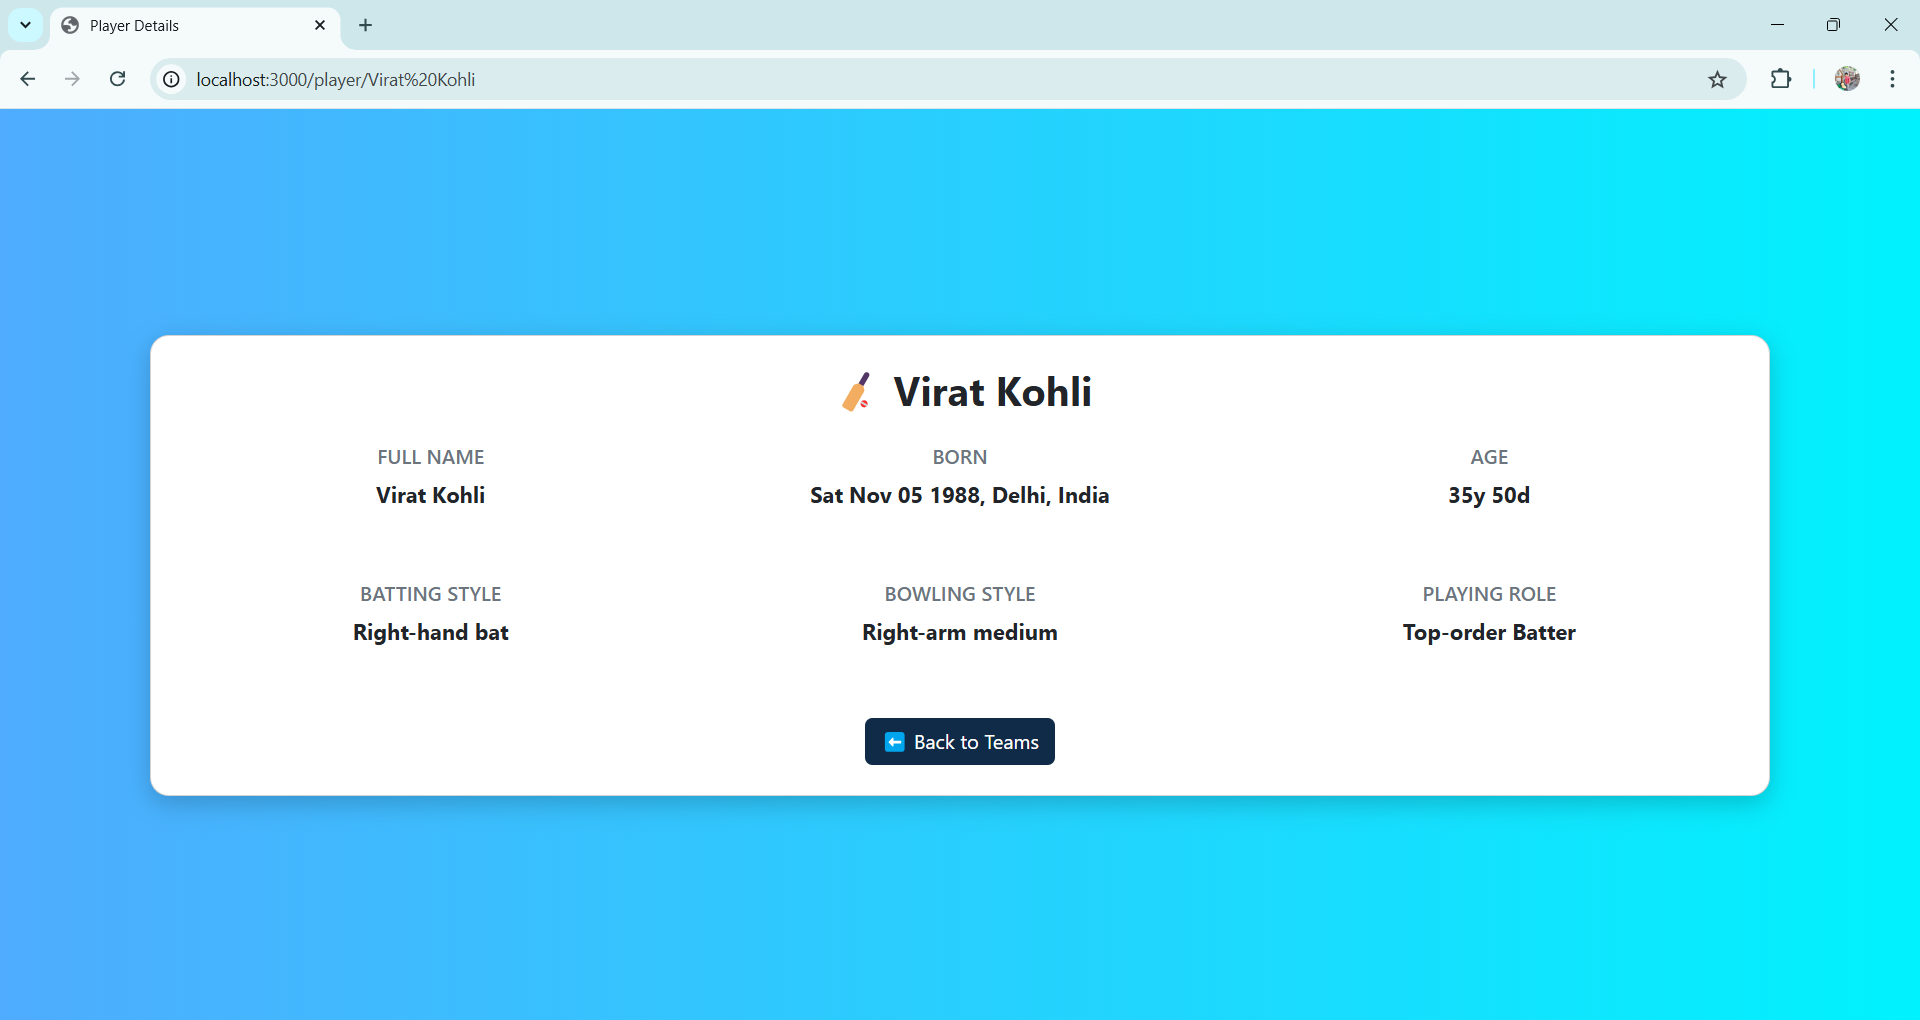 Player Details
localhost:3000/player/Virat%20Kohli
Virat Kohli
FULL NAME
Virat Kohli
BORN
Sat Nov 05 1988, Delhi, India
AGE
35y 50d
BATTING STYLE
Right-hand bat
BOWLING STYLE
Right-arm medium
PLAYING ROLE
Top-order Batter
Back to Teams